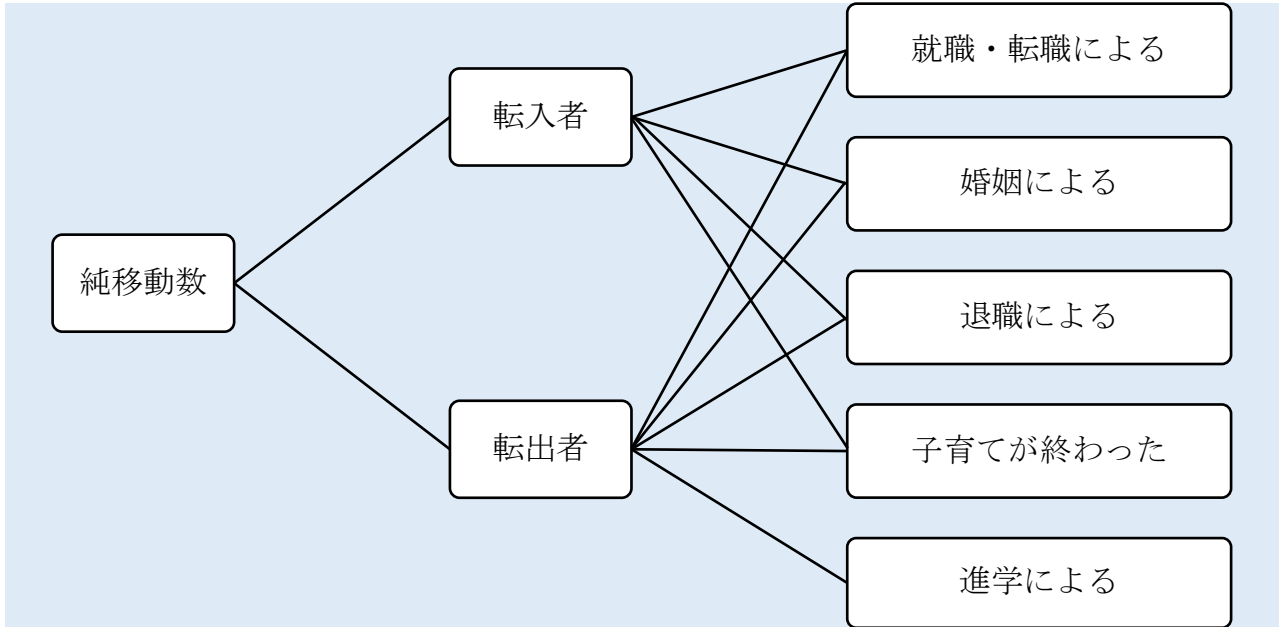 純移動数
転入者
転出者
就職・転職による
婚姻による
退職による
子育てが終わった
進学による